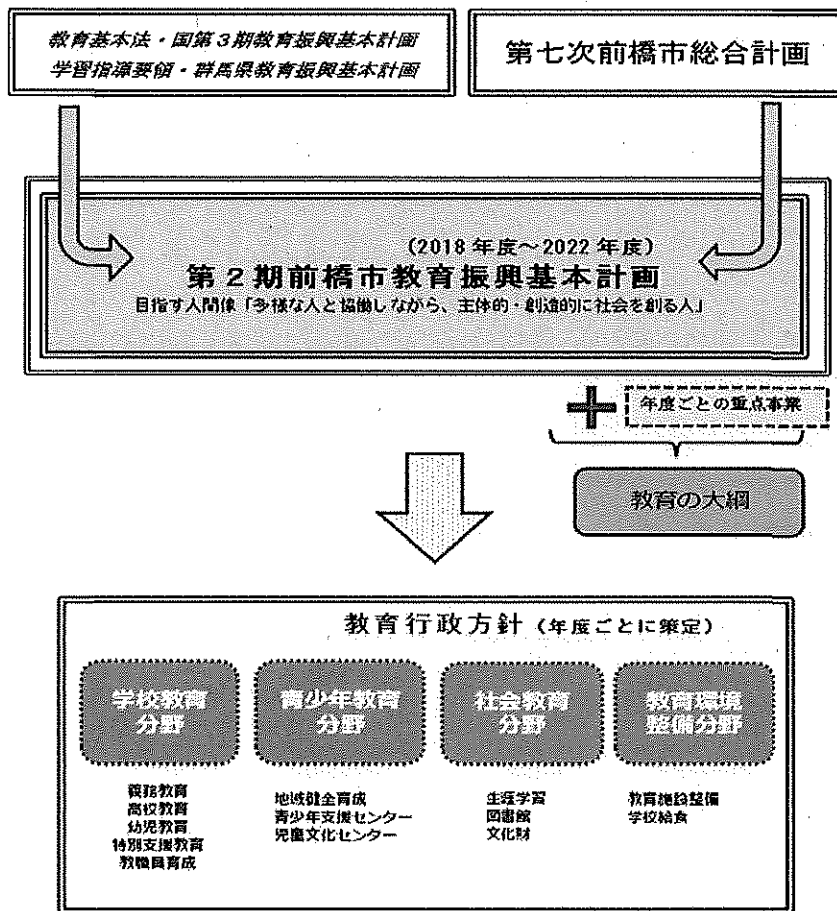 教育基本法・国第3期教育振興基本計画
学習指導要領・群馬県教育振興基本計画
第七次前橋市総合計画
(2018年度~2022年度)
第2期前橋市教育振興基本計画
目指す人間像「多様な人と協働しながら、主体的・創造的に社会を創る人」
年度ごとの重点事業
教育の大綱
教育行政方針(年度ごとに策定)
学校教育
分野
青少年教育
分野
社会教育
分野
教育環境
整備分野
義務教育
高校教育
幼児教育
特別支援教育
教職員育成
地域健全育成
青少年支援センター
児童文化センター
生涯学習
図書館
文化財
教育施設整備
学校給食